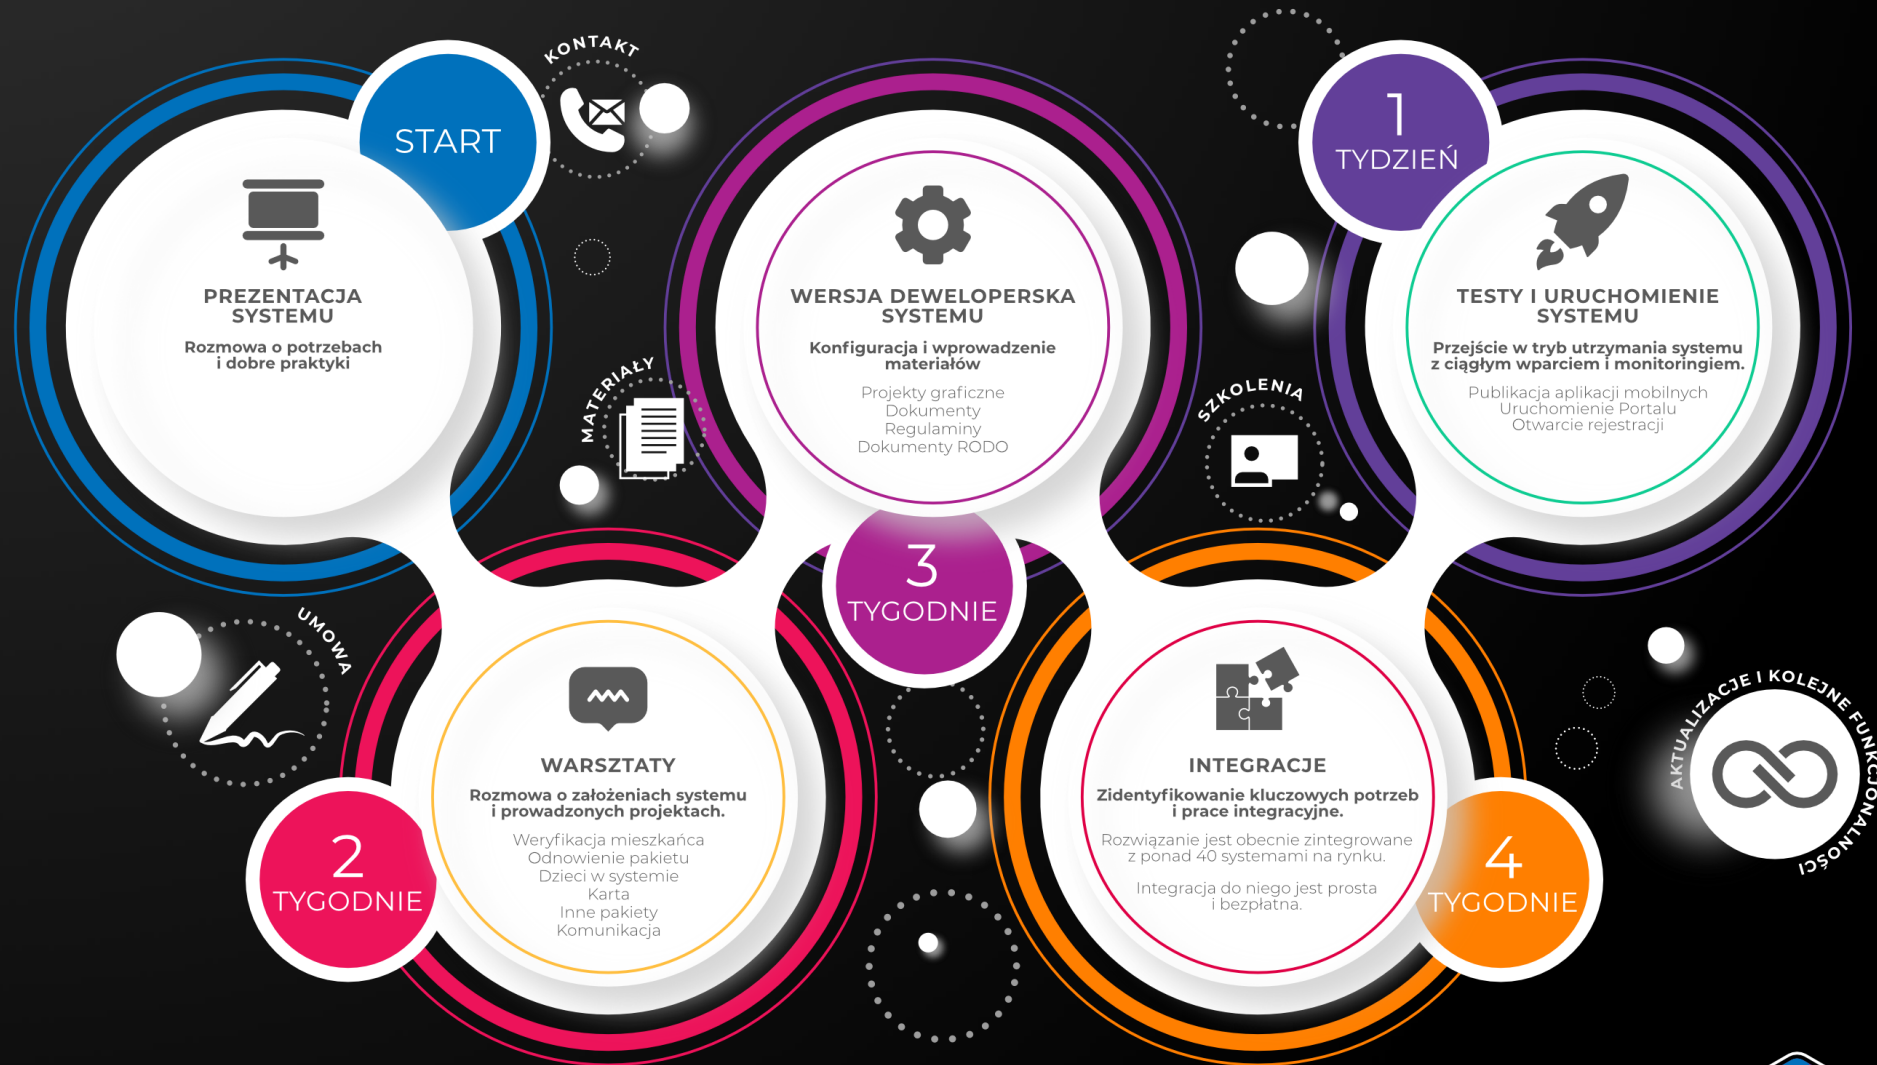 START
KONTAKT
PREZENTACJA
SYSTEMU
Rozmowa o potrzebach
i dobre praktyki
UMOWA
2
TYGODNIE
WARSZTATY
Rozmowa o założeniach systemu
i prowadzonych projektach.
Weryfikacja mieszkańca
Odnowienie pakietu
Dzieci w systemie
Karta
Inne pakiety
Komunikacja
MATERIAŁY
WERSJA DEWELOPERSKA
SYSTEMU
Konfiguracja i wprowadzenie
materiałów
Projekty graficzne
Dokumenty
Regulaminy
Dokumenty RODO
3
TYGODNIE
INTEGRACJE
Zidentyfikowanie kluczowych potrzeb
i prace integracyjne.
Rozwiązanie jest obecnie zintegrowane
z ponad 40 systemami na rynku.
Integracja do niego jest prosta
i bezpłatna.
4
TYGODNIE
SZKOLENIA
1
TYDZIEŃ
TESTY I URUCHOMIENIE
SYSTEMU
Przejście w tryb utrzymania systemu
z ciągłym wparciem i monitoringiem.
Publikacja aplikacji mobilnych
Uruchomienie Portalu
Otwarcie rejestracji
AKTUALIZACJE I KOLEJNE FUNKCJONALNOŚCI